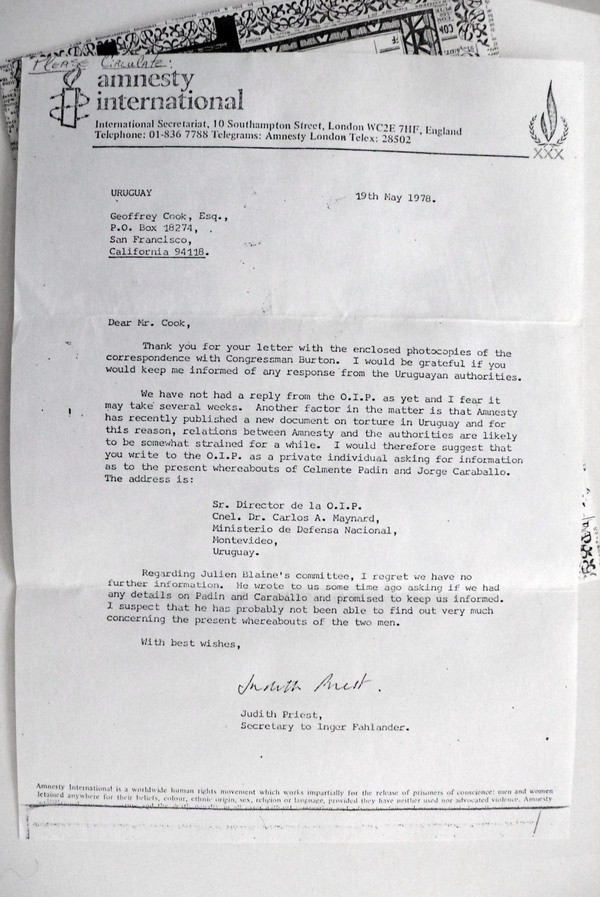 PLEASE Circulate:
amnesty
international
International Secretariat, 10 Southampton Street, London WC2E 7HF, England
Telephone: 01-836 7788 Telegrams: Amnesty London Telex: 28502
XXX
URUGUAY
19th May 1978.
Geoffrey Cook, Esq.,
P.O. Box 18274,
San Francisco,
California 94118.
Dear Mr. Cook,
Thank you for your letter with the enclosed photocopies of the
correspondence with Congressman Burton. I would be grateful if you
would keep me informed of any response from the Uruguayan authorities.
We have not had a reply from the O.I.P. as yet and I fear it
may take several weeks. Another factor in the matter is that Amnesty
has recently published a new document on torture in Uruguay and for
this reason, relations between Amnesty and the authorities are likely
to be somewhat strained for a while. I would therefore suggest that
you write to the O.I.P. as a private individual asking for information
as to the present whereabouts of Celmente Padin and Jorge Caraballo.
The address is:
Sr. Director de la O.I.P.
Cnel. Dr. Carlos A. Maynard,
Ministerio de Defensa Nacional,
Montevideo,
Uruguay.
Regarding Julien Blaine's committee, I regret we have no
further information. He wrote to us some time ago asking if we had
any details on Padin and Caraballo and promised to keep us informed.
I suspect that he has probably not been able to find out very much
concerning the present whereabouts of the two men.
With best wishes,
Judith Priest.
Judith Priest,
Secretary to Inger Fahlander.
Amnesty International is a worldwide human rights movement which works impartially for the release of prisoners of conscience: men and women
detained anywhere for their beliefs, colour, ethnic origin, sex, religion or language, provided they have neither used nor advocated violence. Amnesty